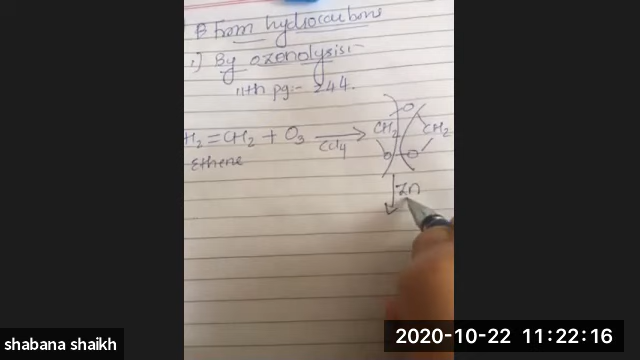 B From hydrocarbons
1) By ozonolysis:-
11th pg:- 244.
H₂=CH₂ + O₃ → CCl₄
Ethene
O
CH₂ CH₂
O O
↓ Zn
shabana shaikh
2020-10-22 11:22:16